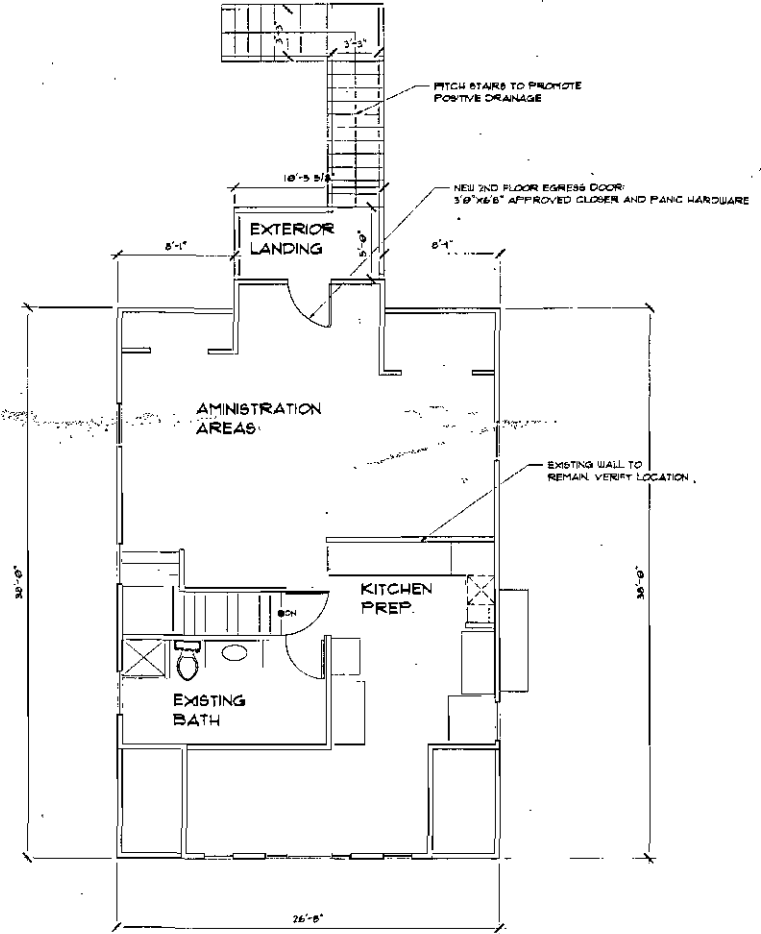 3'-3"
3'-3"
PITCH STAIRS TO PROMOTE
POSITIVE DRAINAGE
10'-5 5/8"
NEW 2ND FLOOR EGRESS DOOR:
3'0"X6'8" APPROVED CLOSER AND PANIC HARDWARE
EXTERIOR
LANDING
5'-0"
8'-1"
8'-1"
AMINISTRATION
AREAS
EXISTING WALL TO
REMAIN. VERIFY LOCATION
38'-0"
KITCHEN
PREP.
38'-0"
DN
EXISTING
BATH
26'-8"